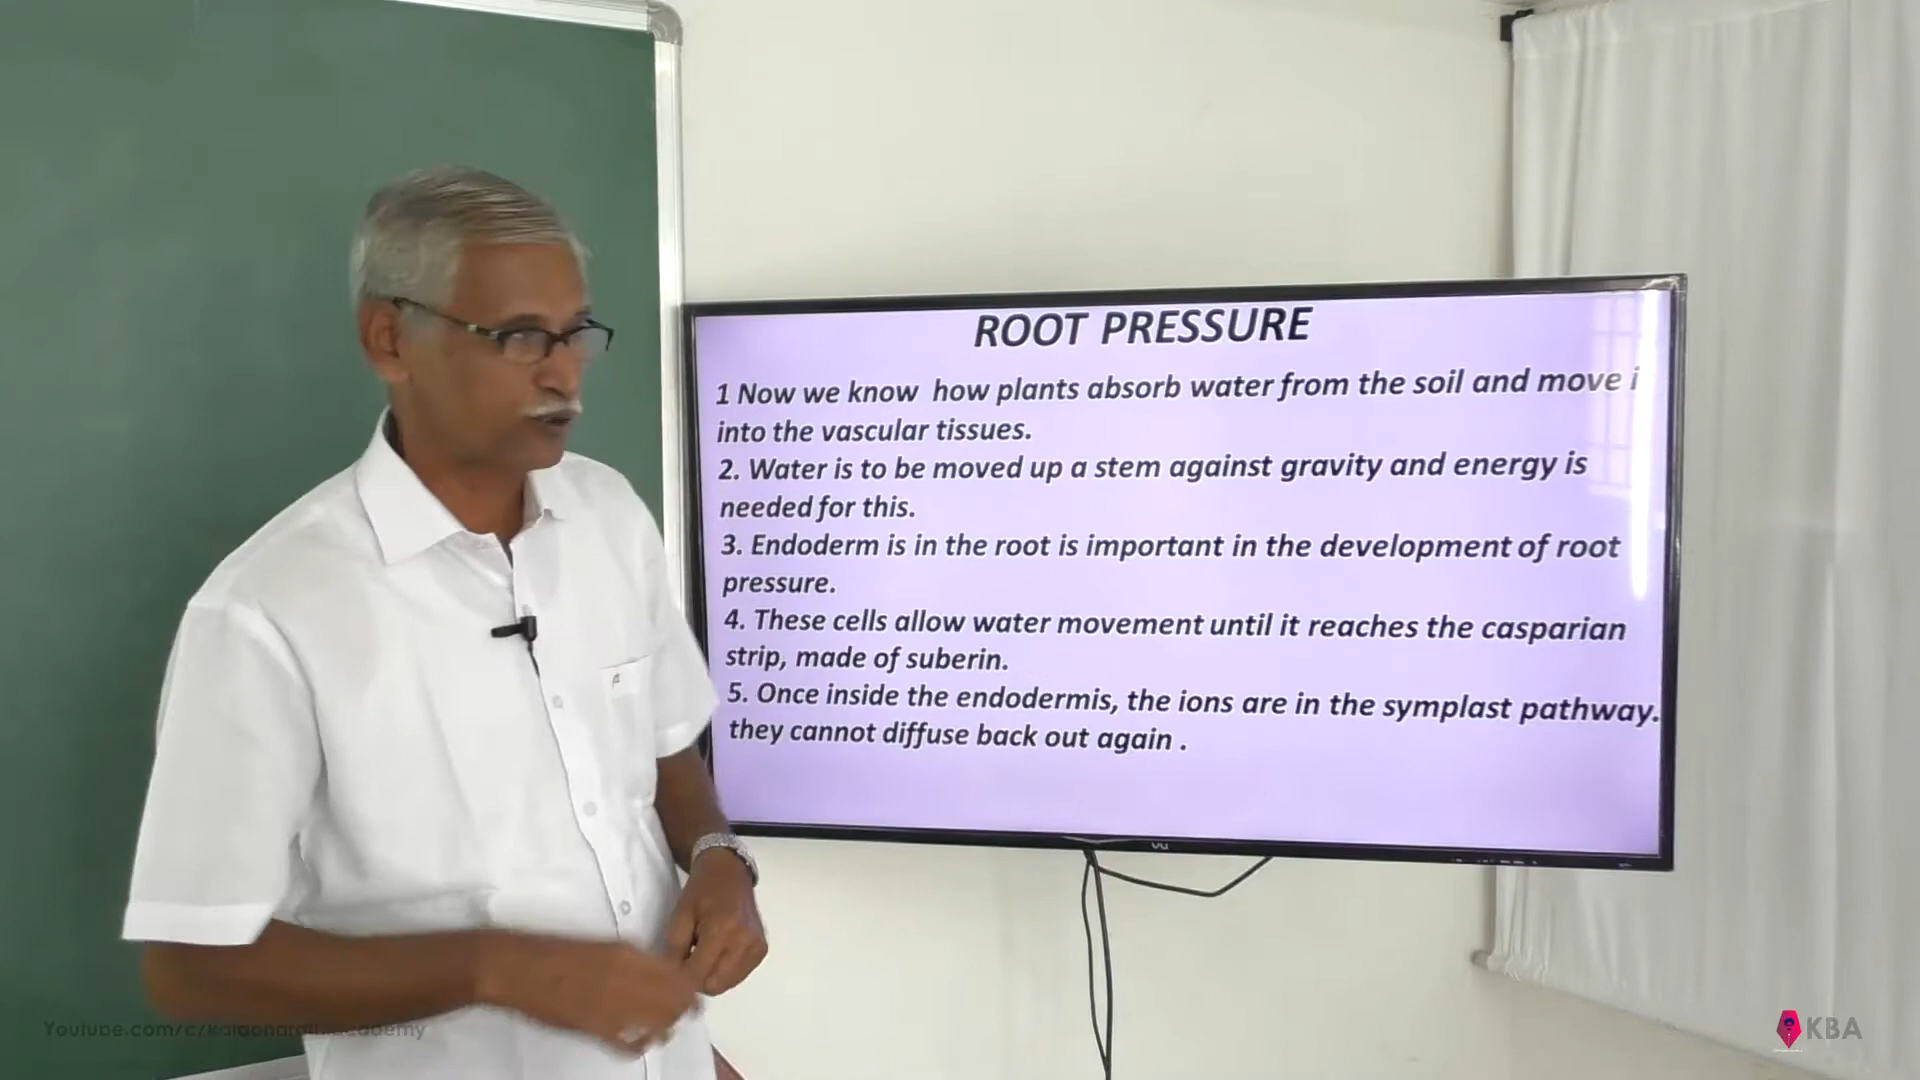 ROOT PRESSURE
1 Now we know how plants absorb water from the soil and move i
into the vascular tissues.
2. Water is to be moved up a stem against gravity and energy is
needed for this.
3. Endoderm is in the root is important in the development of root
pressure.
4. These cells allow water movement until it reaches the casparian
strip, made of suberin.
5. Once inside the endodermis, the ions are in the symplast pathway.
they cannot diffuse back out again .
VU
KBA